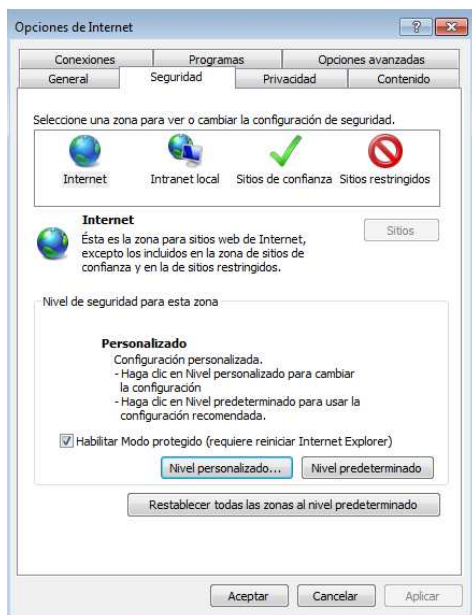 Opciones de Internet
Conexiones Programas Opciones avanzadas
General Seguridad Privacidad Contenido
Seleccione una zona para ver o cambiar la configuración de seguridad.
Internet Intranet local Sitios de confianza Sitios restringidos
Internet
Sitios
Ésta es la zona para sitios web de Internet,
excepto los incluidos en la zona de sitios de
confianza y en la de sitios restringidos.
Nivel de seguridad para esta zona
Personalizado
Configuración personalizada.
- Haga clic en Nivel personalizado para cambiar
la configuración
- Haga clic en Nivel predeterminado para usar la
configuración recomendada.
Habilitar Modo protegido (requiere reiniciar Internet Explorer)
Nivel personalizado... Nivel predeterminado
Restablecer todas las zonas al nivel predeterminado
Aceptar Cancelar Aplicar